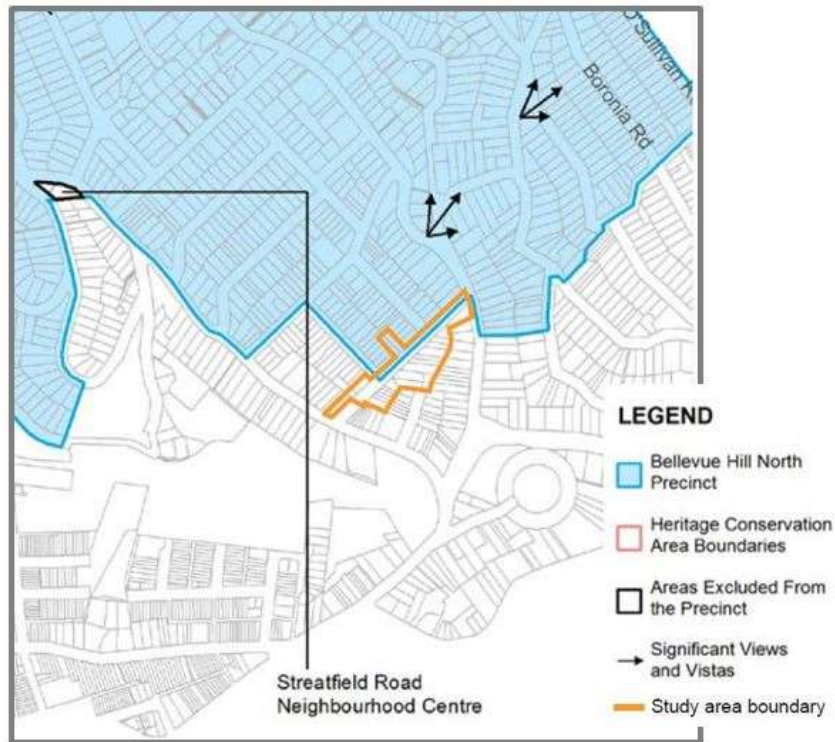 Boronia Rd
Streatfield Road
Neighbourhood Centre
LEGEND
Bellevue Hill North
Precinct
Heritage Conservation
Area Boundaries
Areas Excluded From
the Precinct
Significant Views
and Vistas
Study area boundary